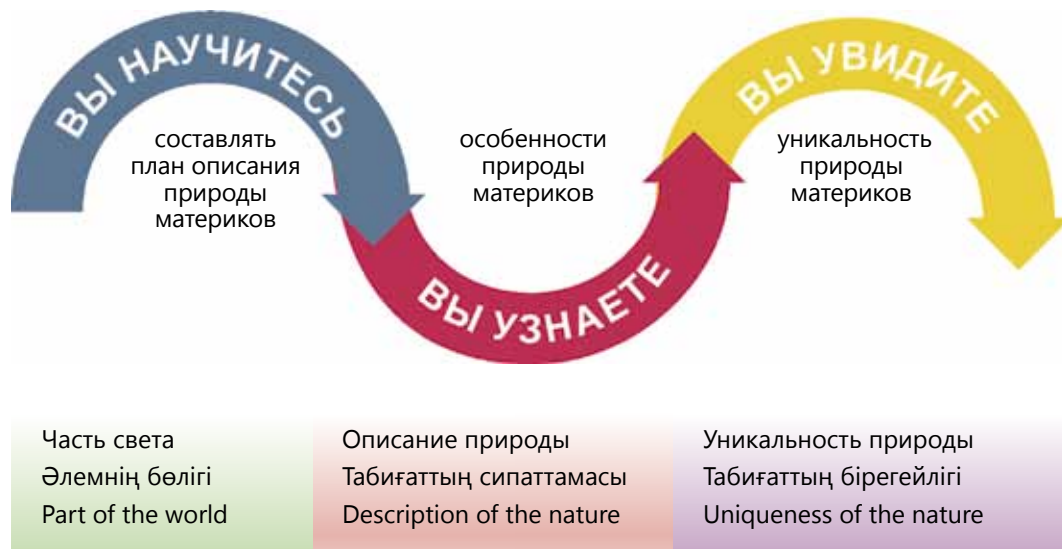 ВЫ НАУЧИТЕСЬ
составлять
план описания
природы
материков
ВЫ УЗНАЕТЕ
особенности
природы
материков
ВЫ УВИДИТЕ
уникальность
природы
материков
Часть света
Әлемнің бөлігі
Part of the world
Описание природы
Табиғаттың сипаттамасы
Description of the nature
Уникальность природы
Табиғаттың бірегейлігі
Uniqueness of the nature